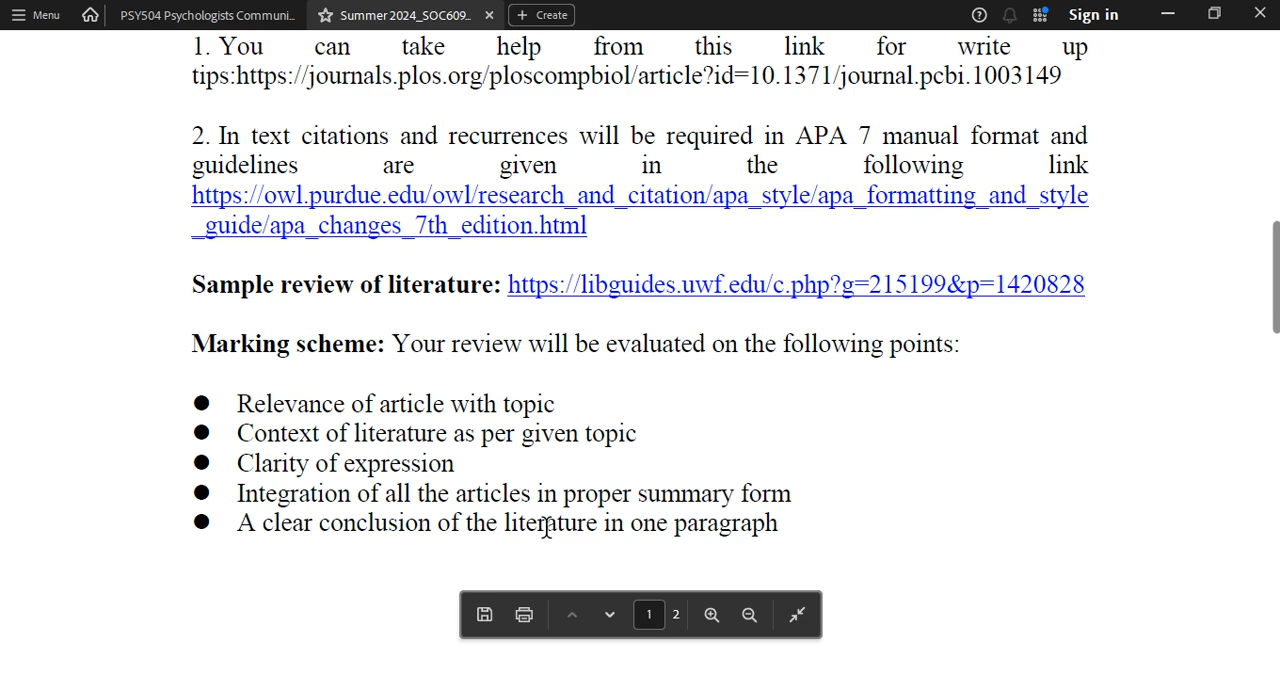 Menu
PSY504 Psychologists Communi...
Summer 2024_SOC609...
Create
Sign in
1. You can take help from this link for write up
tips:https://journals.plos.org/ploscompbiol/article?id=10.1371/journal.pcbi.1003149
2. In text citations and recurrences will be required in APA 7 manual format and
guidelines are given in the following link
https://owl.purdue.edu/owl/research_and_citation/apa_style/apa_formatting_and_style
_guide/apa_changes_7th_edition.html
Sample review of literature: https://libguides.uwf.edu/c.php?g=215199&p=1420828
Marking scheme: Your review will be evaluated on the following points:
● Relevance of article with topic
● Context of literature as per given topic
● Clarity of expression
● Integration of all the articles in proper summary form
● A clear conclusion of the literature in one paragraph
1 2